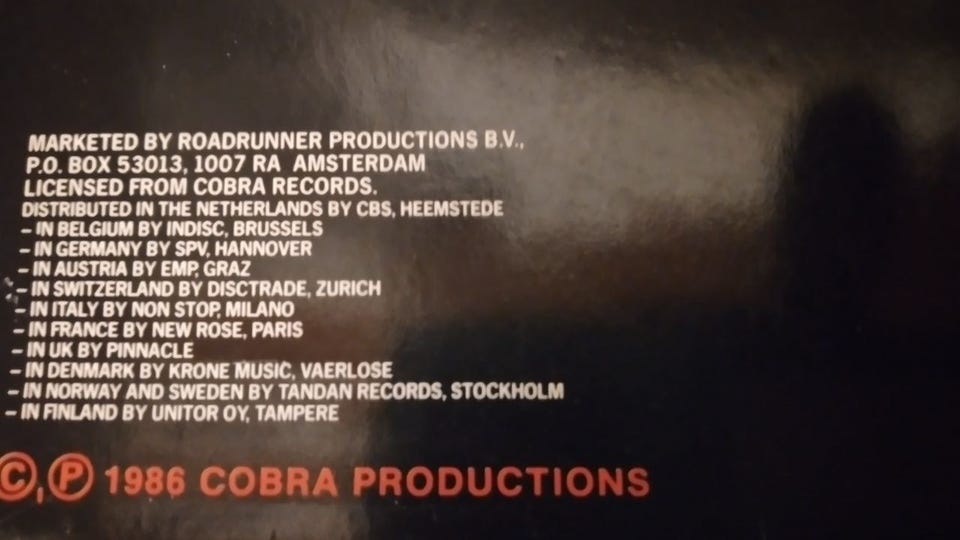 MARKETED BY ROADRUNNER PRODUCTIONS B.V.,
P.O. BOX 53013, 1007 RA AMSTERDAM
LICENSED FROM COBRA RECORDS.
DISTRIBUTED IN THE NETHERLANDS BY CBS, HEEMSTEDE
– IN BELGIUM BY INDISC, BRUSSELS
– IN GERMANY BY SPV, HANNOVER
– IN AUSTRIA BY EMP, GRAZ
– IN SWITZERLAND BY DISCTRADE, ZURICH
– IN ITALY BY NON STOP, MILANO
– IN FRANCE BY NEW ROSE, PARIS
– IN UK BY PINNACLE
– IN DENMARK BY KRONE MUSIC, VAERLOSE
– IN NORWAY AND SWEDEN BY TANDAN RECORDS, STOCKHOLM
– IN FINLAND BY UNITOR OY, TAMPERE
©,℗ 1986 COBRA PRODUCTIONS